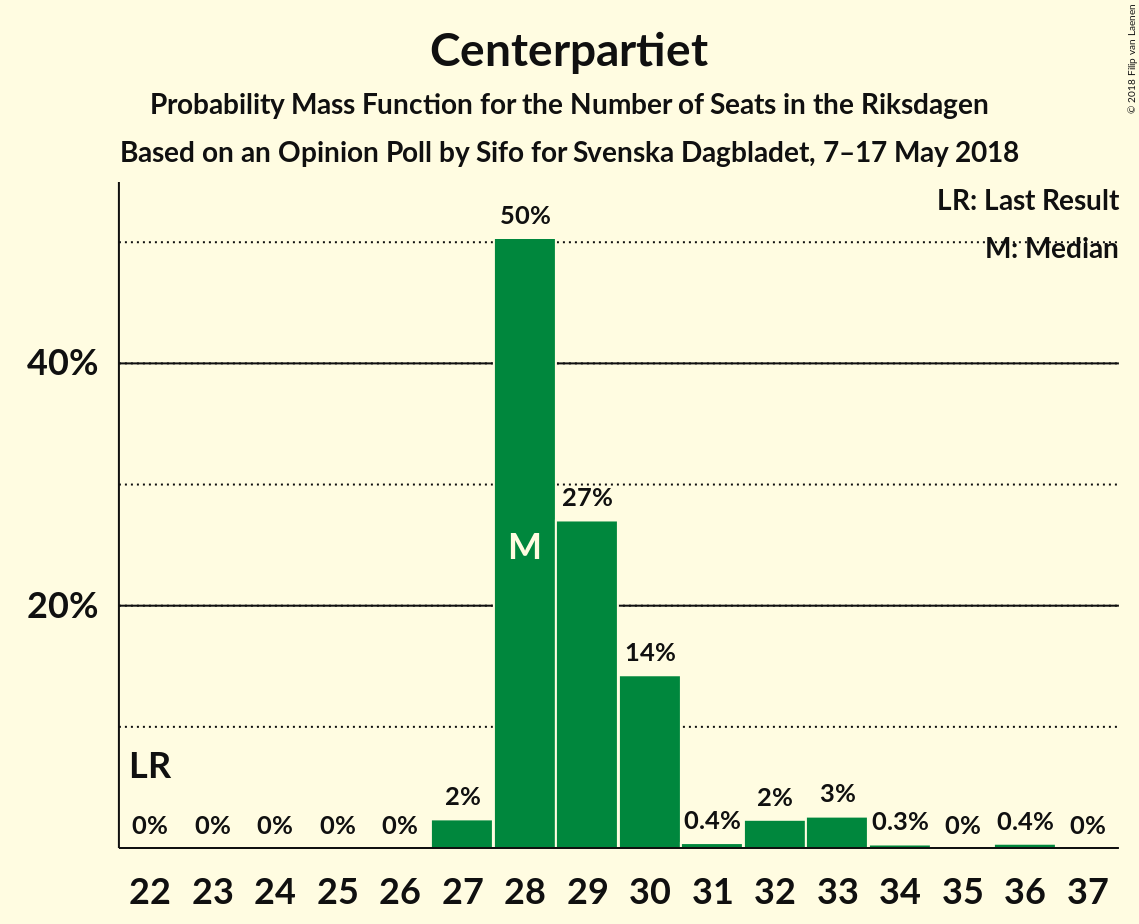 Centerpartiet
Probability Mass Function for the Number of Seats in the Riksdagen
Based on an Opinion Poll by Sifo for Svenska Dagbladet, 7–17 May 2018
© 2018 Filip van Laenen
LR: Last Result
M: Median
50%
40%
27%
M
20%
14%
LR
0% 0% 0% 0% 0% 2% 0.4% 2% 3% 0.3% 0% 0.4% 0%
22 23 24 25 26 27 28 29 30 31 32 33 34 35 36 37